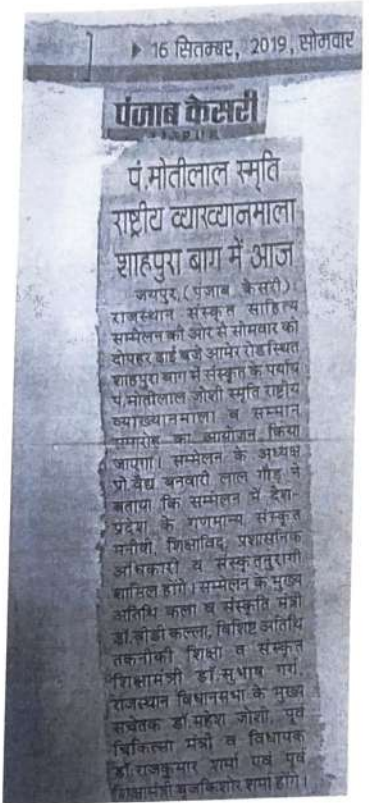 16 सितम्बर, 2019, सोमवार
पंजाब केसरी
JAIPUR
पं.मोतीलाल स्मृति
राष्ट्रीय व्याख्यानमाला
शाहपुरा बाग में आज
जयपुर,(पंजाब केसरी):
राजस्थान संस्कृत साहित्य
सम्मेलन की ओर से सोमवार को
दोपहर ढाई बजे आमेर रोड स्थित
शाहपुरा बाग में संस्कृत के पर्याय
पं.मोतीलाल जोशी स्मृति राष्ट्रीय
व्याख्यानमाला व सम्मान
समारोह का आयोजन किया
जाएगा। सम्मेलन के अध्यक्ष
प्रो.वैद्य बनवारी लाल गौड़ ने
बताया कि सम्मेलन में देश-
प्रदेश के गणमान्य संस्कृत
मनीषी, शिक्षाविद्, प्रशासनिक
अधिकारी व संस्कृतनुरागी
शामिल होंगे। सम्मेलन के मुख्य
अतिथि कला व संस्कृति मंत्री
डॉ.बीडी कल्ला, विशिष्ट अतिथि
तकनीकी शिक्षा व संस्कृत
शिक्षामंत्री डॉ.सुभाष गर्ग,
राजस्थान विधानसभा के मुख्य
सचेतक डॉ.महेश जोशी, पूर्व
चिकित्सा मंत्री व विधायक
डॉ.राजकुमार शर्मा एवं पूर्व
शिक्षामंत्री बृजकिशोर शर्मा होंगे।